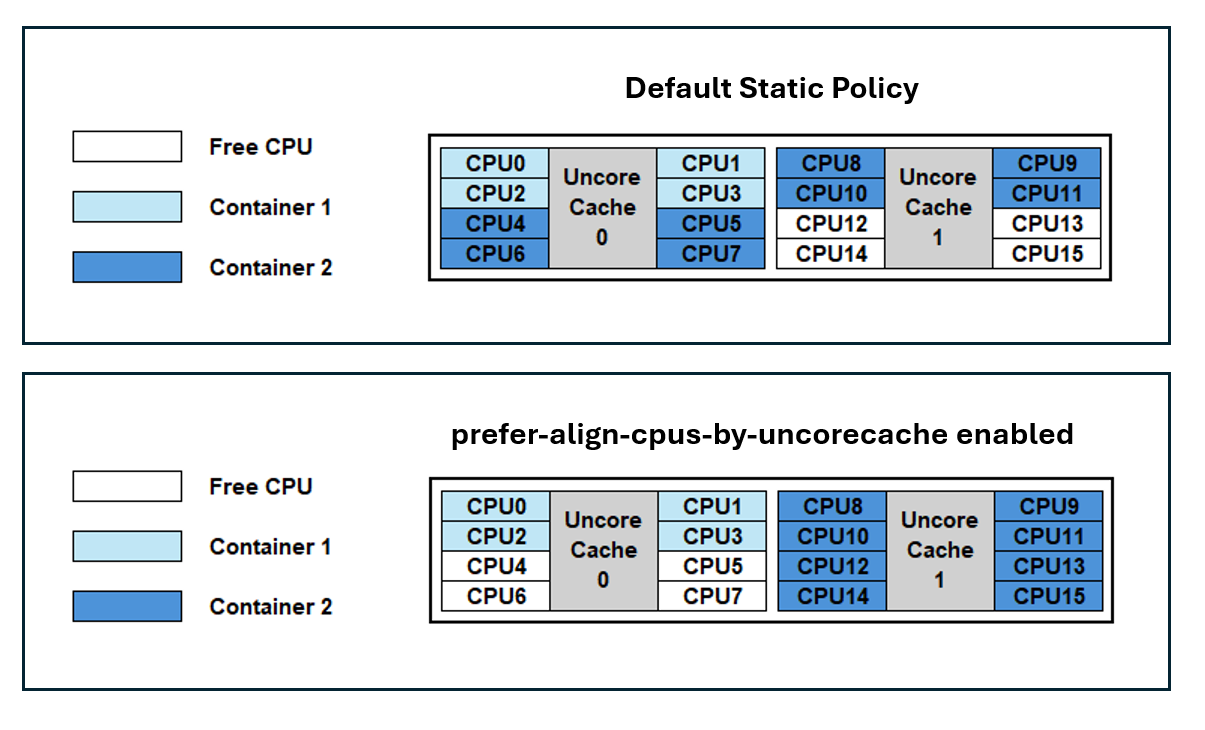 Default Static Policy
Free CPU
Container 1
Container 2
CPU0 CPU1 CPU8 CPU9
CPU2 CPU3 CPU10 CPU11
CPU4 CPU5 CPU12 CPU13
CPU6 CPU7 CPU14 CPU15
Uncore
Cache
0
Uncore
Cache
1
prefer-align-cpus-by-uncorecache enabled
Free CPU
Container 1
Container 2
CPU0 CPU1 CPU8 CPU9
CPU2 CPU3 CPU10 CPU11
CPU4 CPU5 CPU12 CPU13
CPU6 CPU7 CPU14 CPU15
Uncore
Cache
0
Uncore
Cache
1